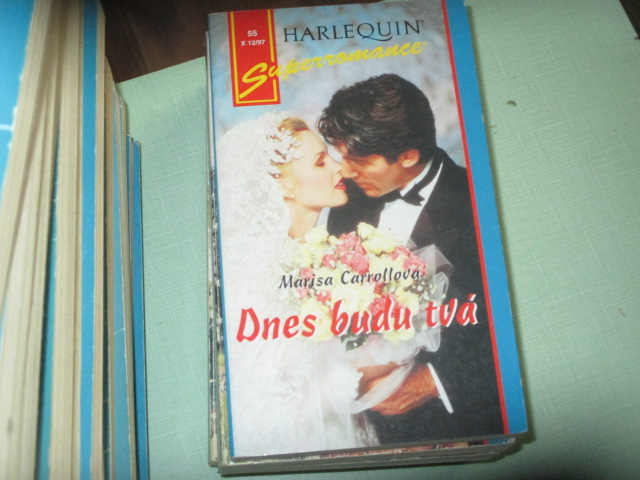 55
X 12/97
HARLEQUIN®
Superromance
Marisa Carrollová
Dnes budu tvá